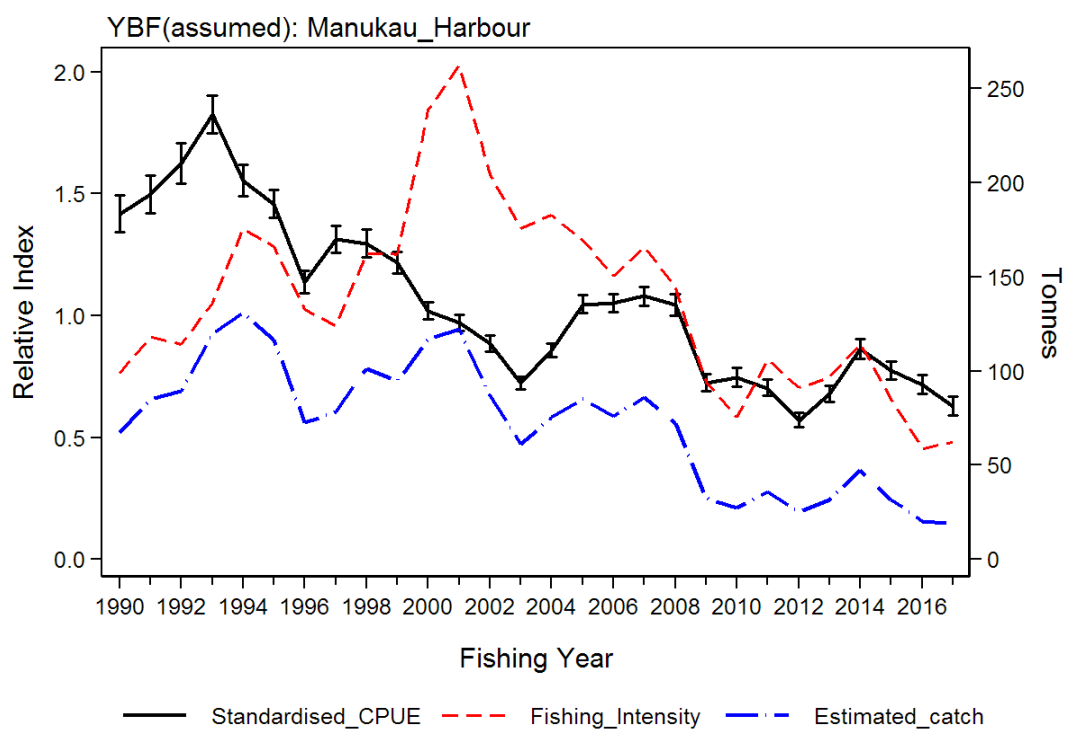 YBF(assumed): Manukau_Harbour
Relative Index
2.0
1.5
1.0
0.5
0.0
250
200
150
100
50
0
Tonnes
1990 1992 1994 1996 1998 2000 2002 2004 2006 2008 2010 2012 2014 2016
Fishing Year
Standardised_CPUE Fishing_Intensity Estimated_catch